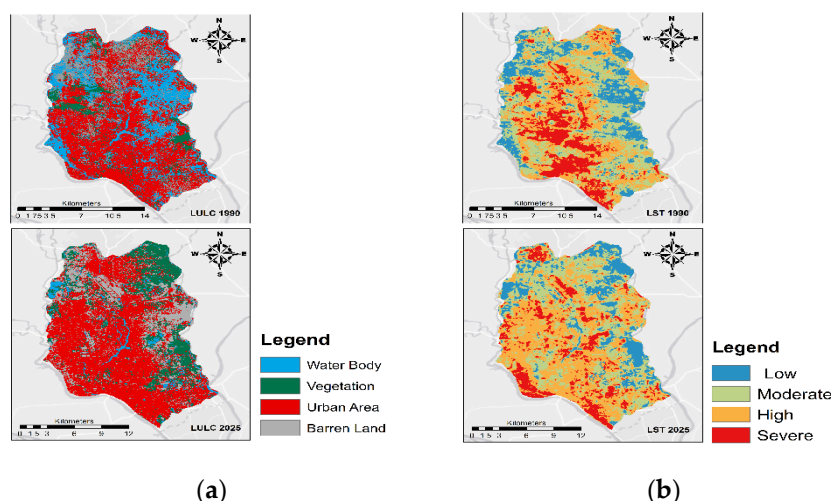 N
W E
S
Kilometers
0 1 75 3.5 7 10.5 14
LULC 1990
N
W E
S
Kilometers
0 1 75 3.5 7 10.5 14
LST 1990
N
W E
S
Kilometers
0 1 5 3 6 9 12
LULC 2025
Legend
Water Body
Vegetation
Urban Area
Barren Land
N
W E
S
Kilometers
0 1 5 3 6 9 12
LST 2025
Legend
Low
Moderate
High
Severe
(a)
(b)